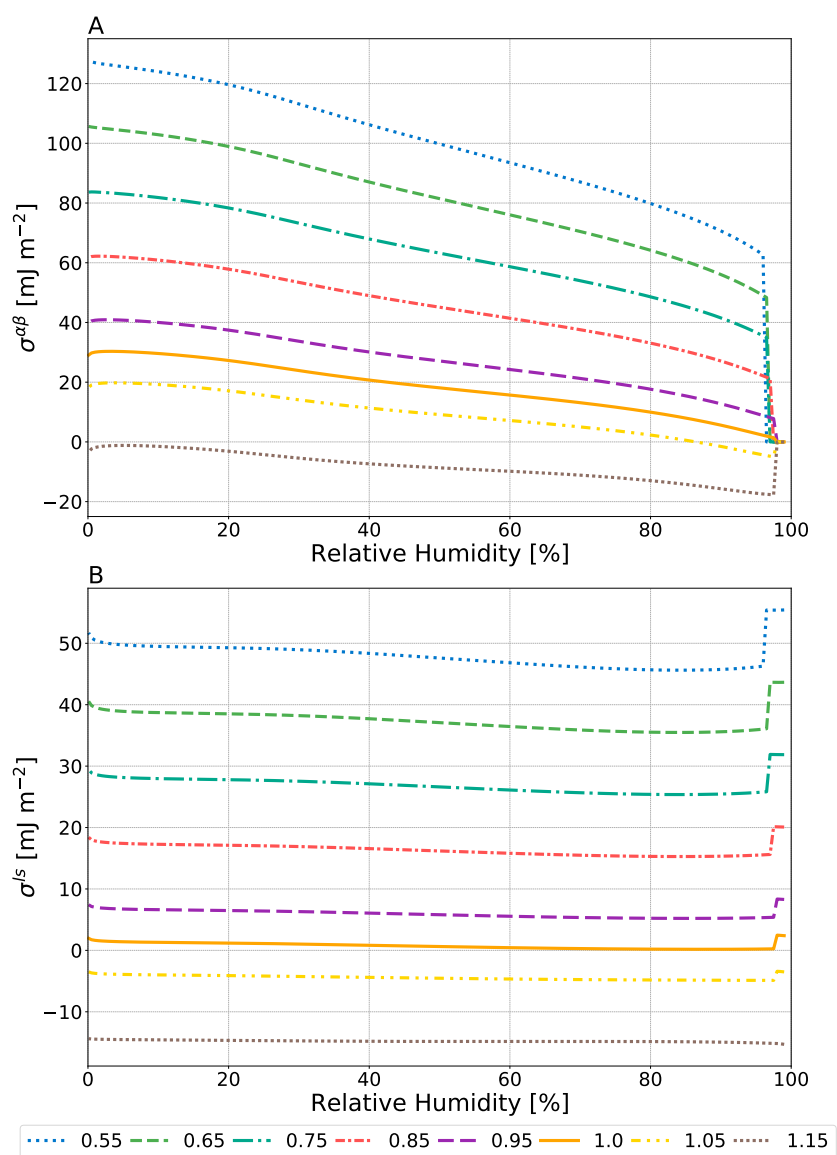 A
120
100
80
60
40
20
0
−20
σ^{αβ} [mJ m⁻²]
0 20 40 60 80 100
Relative Humidity [%]
B
50
40
30
20
10
0
−10
σ^{ls} [mJ m⁻²]
0 20 40 60 80 100
Relative Humidity [%]
0.55 0.65 0.75 0.85 0.95 1.0 1.05 1.15